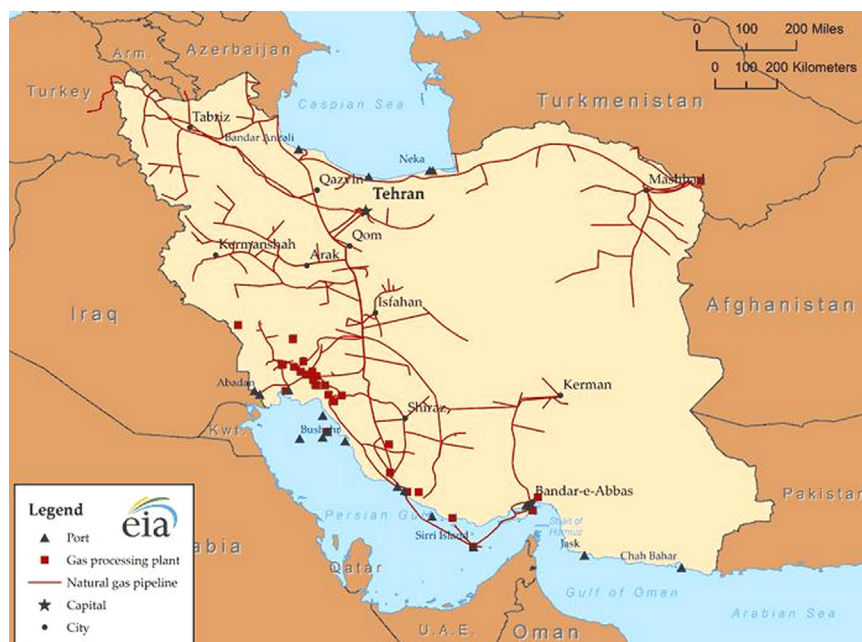 0 100 200 Miles
0 100 200 Kilometers
Azerbaijan
Arm.
Turkey
Caspian Sea
Turkmenistan
Tabriz
Bandar Anzali
Neka
Qazvin
Tehran
Mashhad
Qom
Kermanshah
Arak
Isfahan
Iraq
Afghanistan
Abadan
Kerman
Shiraz
Kwt.
Bushehr
Bandar-e-Abbas
Pakistan
Persian Gulf
Strait of
Hormuz
Sirri Island
Jask
Chah Bahar
Qatar
Gulf of Oman
Arabian Sea
U.A.E.
Oman
Legend
eia
Port
Gas processing plant
Natural gas pipeline
Capital
City